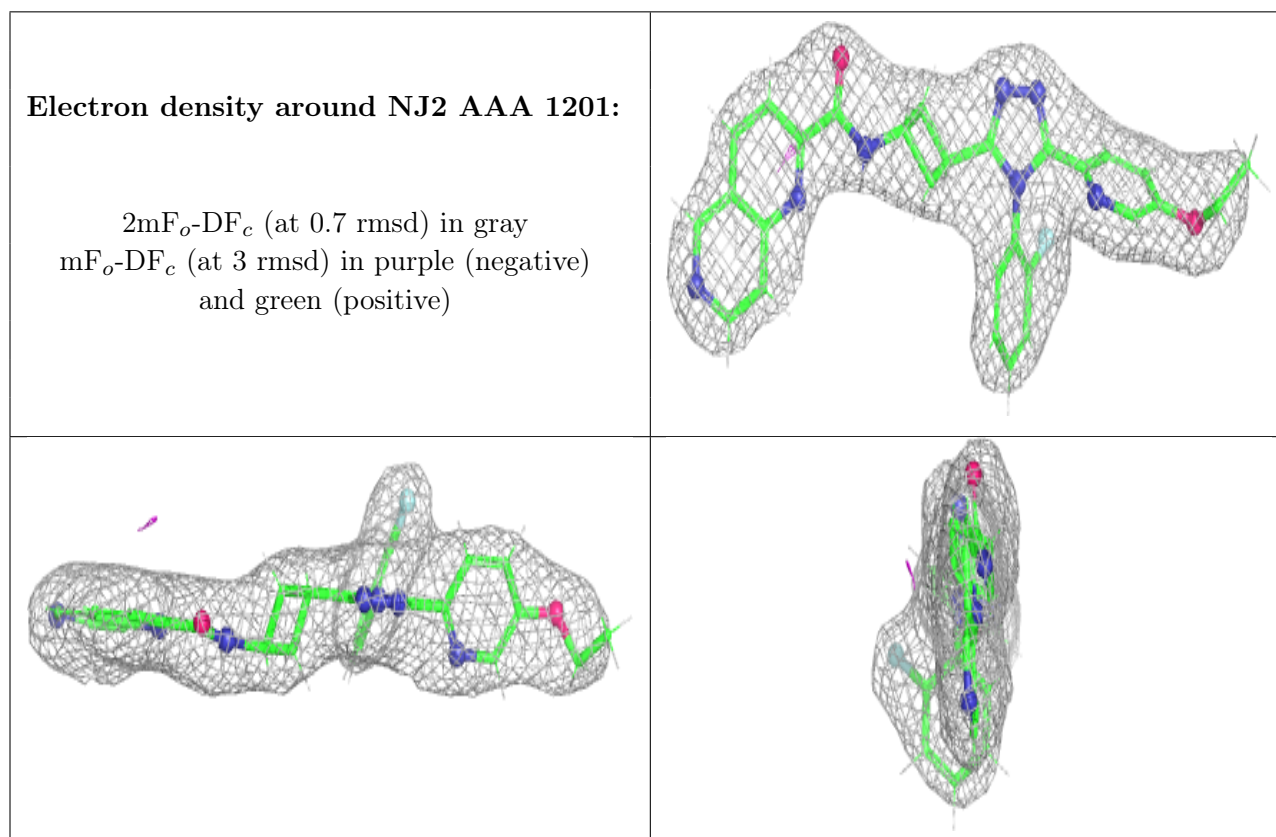 Electron density around NJ2 AAA 1201:
2mFₒ-DF𝒸 (at 0.7 rmsd) in gray
mFₒ-DF𝒸 (at 3 rmsd) in purple (negative)
and green (positive)